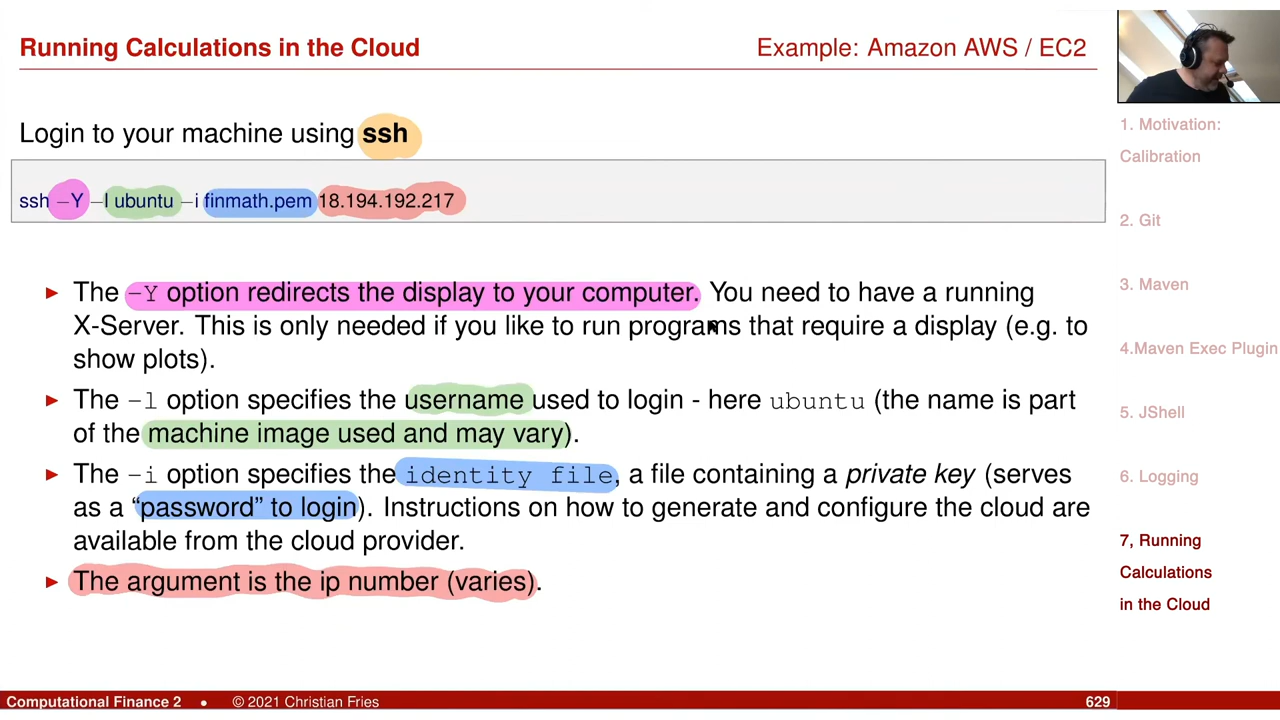 Running Calculations in the Cloud
Example: Amazon AWS / EC2
Login to your machine using ssh
ssh –Y –l ubuntu –i finmath.pem 18.194.192.217
▶ The –Y option redirects the display to your computer. You need to have a running
X-Server. This is only needed if you like to run programs that require a display (e.g. to
show plots).
▶ The –l option specifies the username used to login - here ubuntu (the name is part
of the machine image used and may vary).
▶ The –i option specifies the identity file, a file containing a private key (serves
as a “password” to login). Instructions on how to generate and configure the cloud are
available from the cloud provider.
▶ The argument is the ip number (varies).
1. Motivation:
Calibration
2. Git
3. Maven
4.Maven Exec Plugin
5. JShell
6. Logging
7, Running
Calculations
in the Cloud
Computational Finance 2 • © 2021 Christian Fries
629